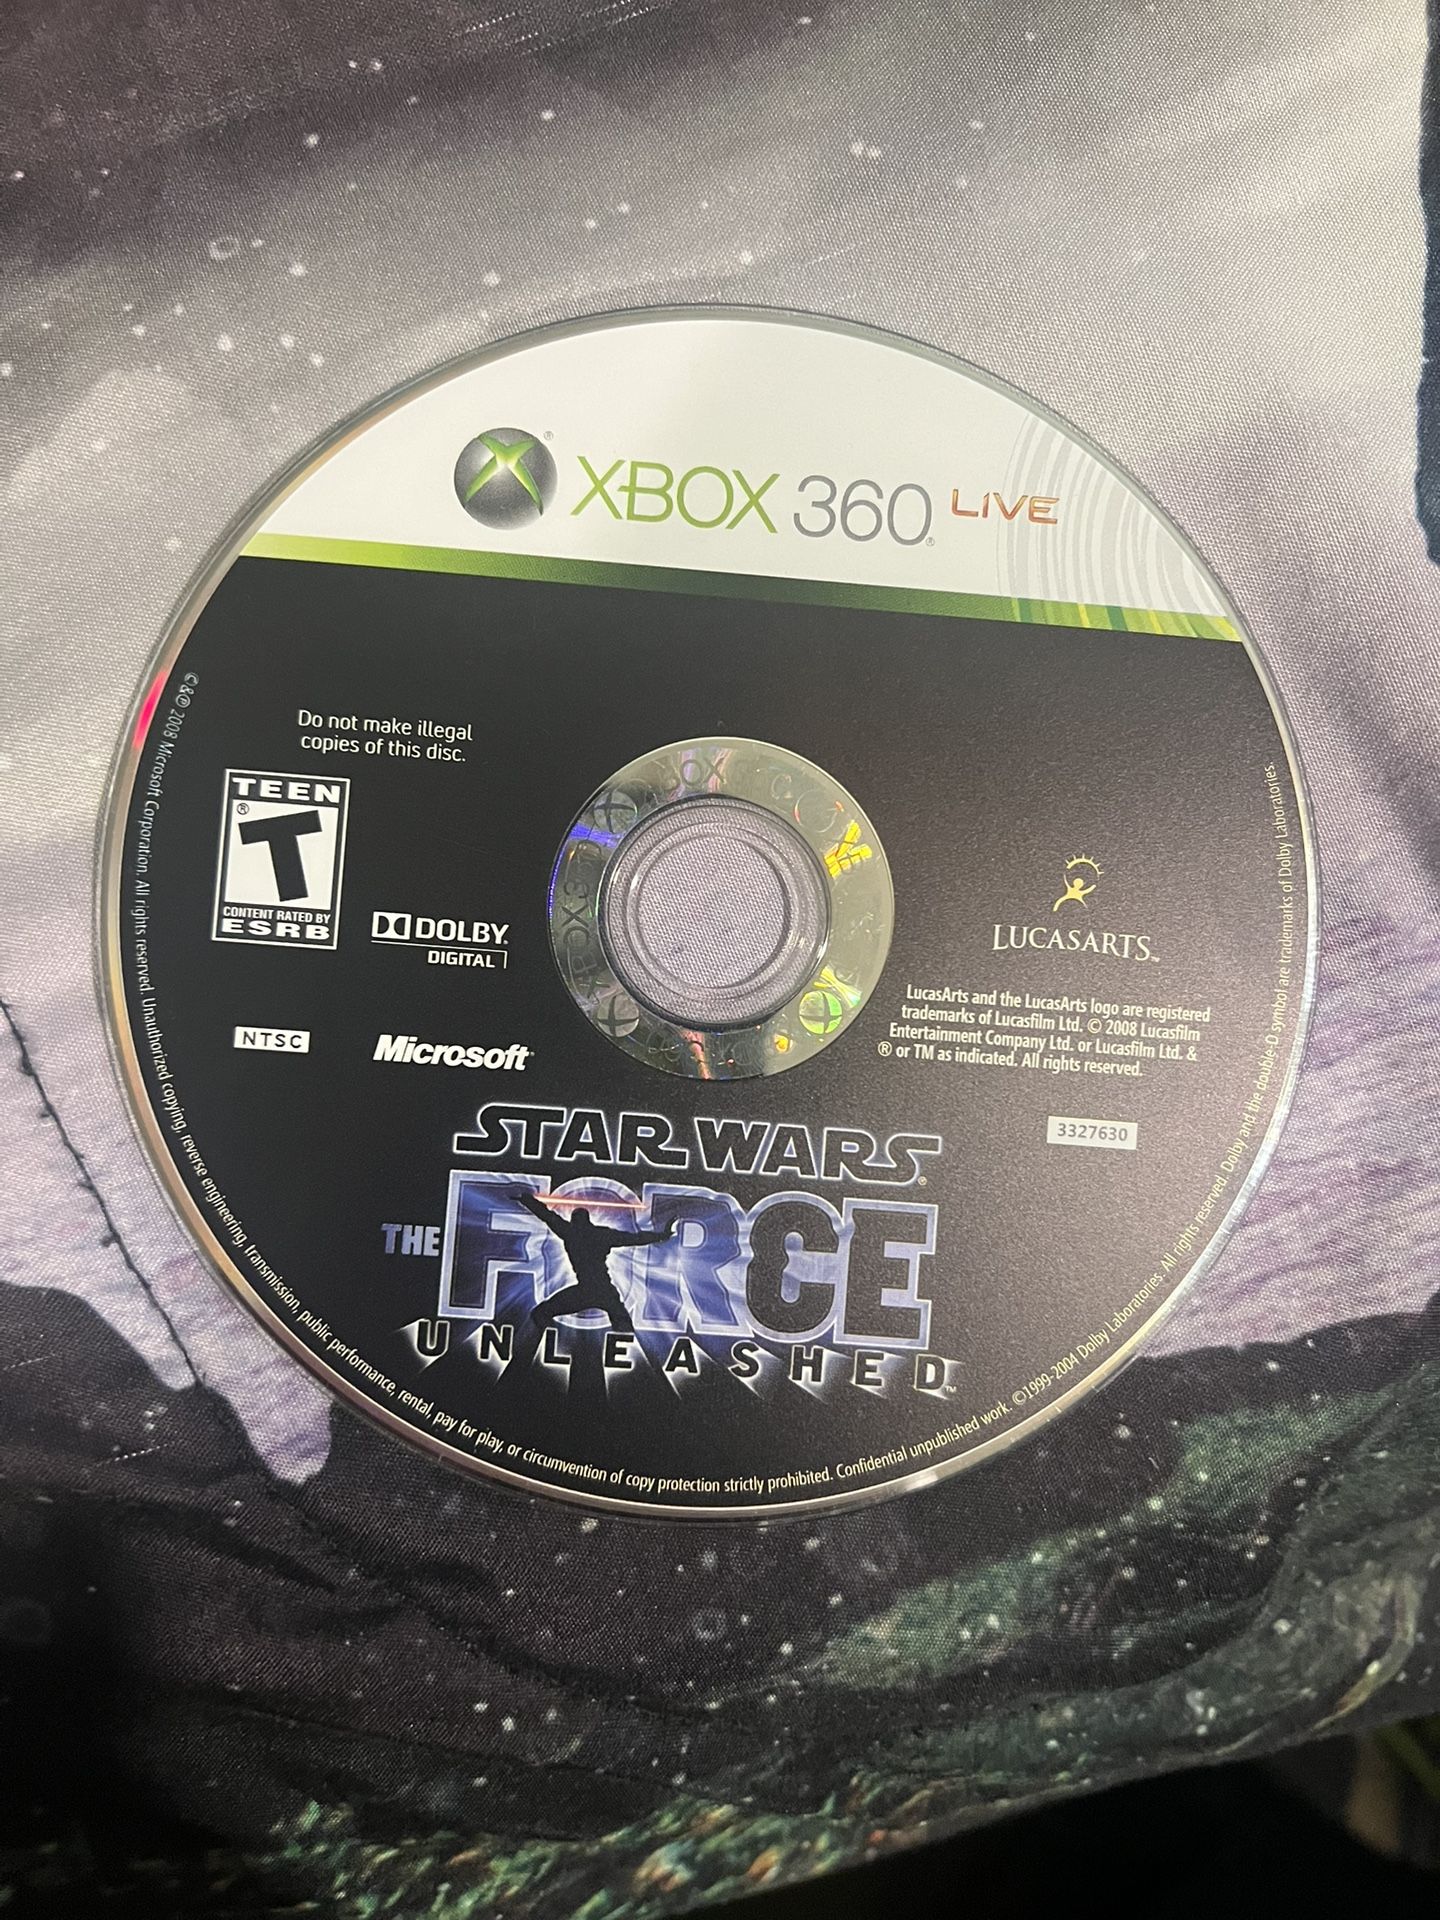 XBOX 360 LIVE
Do not make illegal
copies of this disc.
TEEN
T
CONTENT RATED BY
ESRB
DOLBY
DIGITAL
NTSC
Microsoft
LUCASARTS™
LucasArts and the LucasArts logo are registered
trademarks of Lucasfilm Ltd. © 2008 Lucasfilm
Entertainment Company Ltd. or Lucasfilm Ltd. &
® or TM as indicated. All rights reserved.
3327630
STAR WARS®
THE FORCE
UNLEASHED™
©&℗ 2008 Microsoft Corporation. All rights reserved. Unauthorized copying, reverse engineering, transmission, public performance, rental, pay for play, or circumvention of copy protection strictly prohibited. Confidential unpublished work. ©1999-2004 Dolby Laboratories. All rights reserved. Dolby and the double-D symbol are trademarks of Dolby Laboratories.